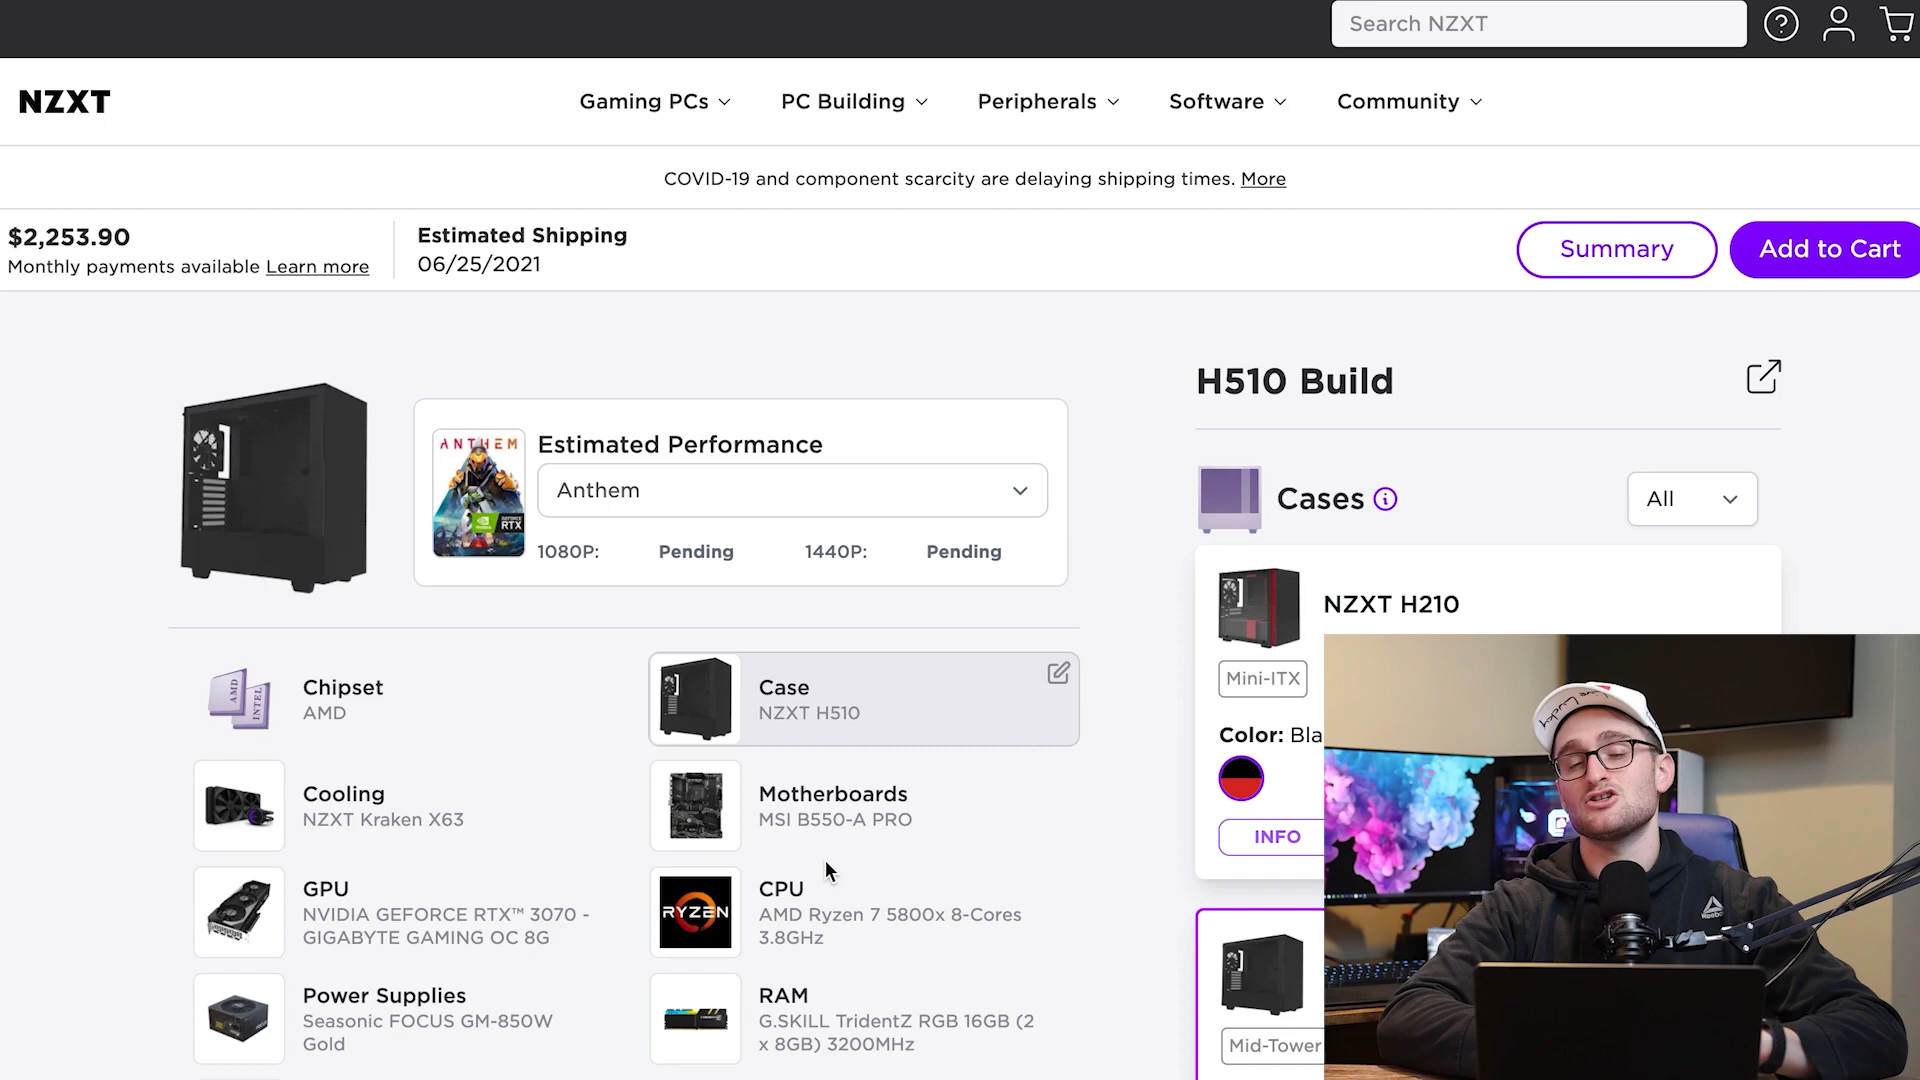 Search NZXT
NZXT
Gaming PCs
PC Building
Peripherals
Software
Community
COVID-19 and component scarcity are delaying shipping times. More
$2,253.90
Monthly payments available Learn more
Estimated Shipping
06/25/2021
Summary
Add to Cart
ANTHEM
RTX
Estimated Performance
Anthem
1080P:
Pending
1440P:
Pending
H510 Build
Cases
All
NZXT H210
Mini-ITX
Color: Bla
INFO
Mid-Tower
AMD
INTEL
Chipset
AMD
Case
NZXT H510
Cooling
NZXT Kraken X63
Motherboards
MSI B550-A PRO
GPU
NVIDIA GEFORCE RTX™ 3070 -
GIGABYTE GAMING OC 8G
RYZEN
CPU
AMD Ryzen 7 5800x 8-Cores
3.8GHz
Power Supplies
Seasonic FOCUS GM-850W
Gold
RAM
G.SKILL TridentZ RGB 16GB (2
x 8GB) 3200MHz
Lucky
Reebok